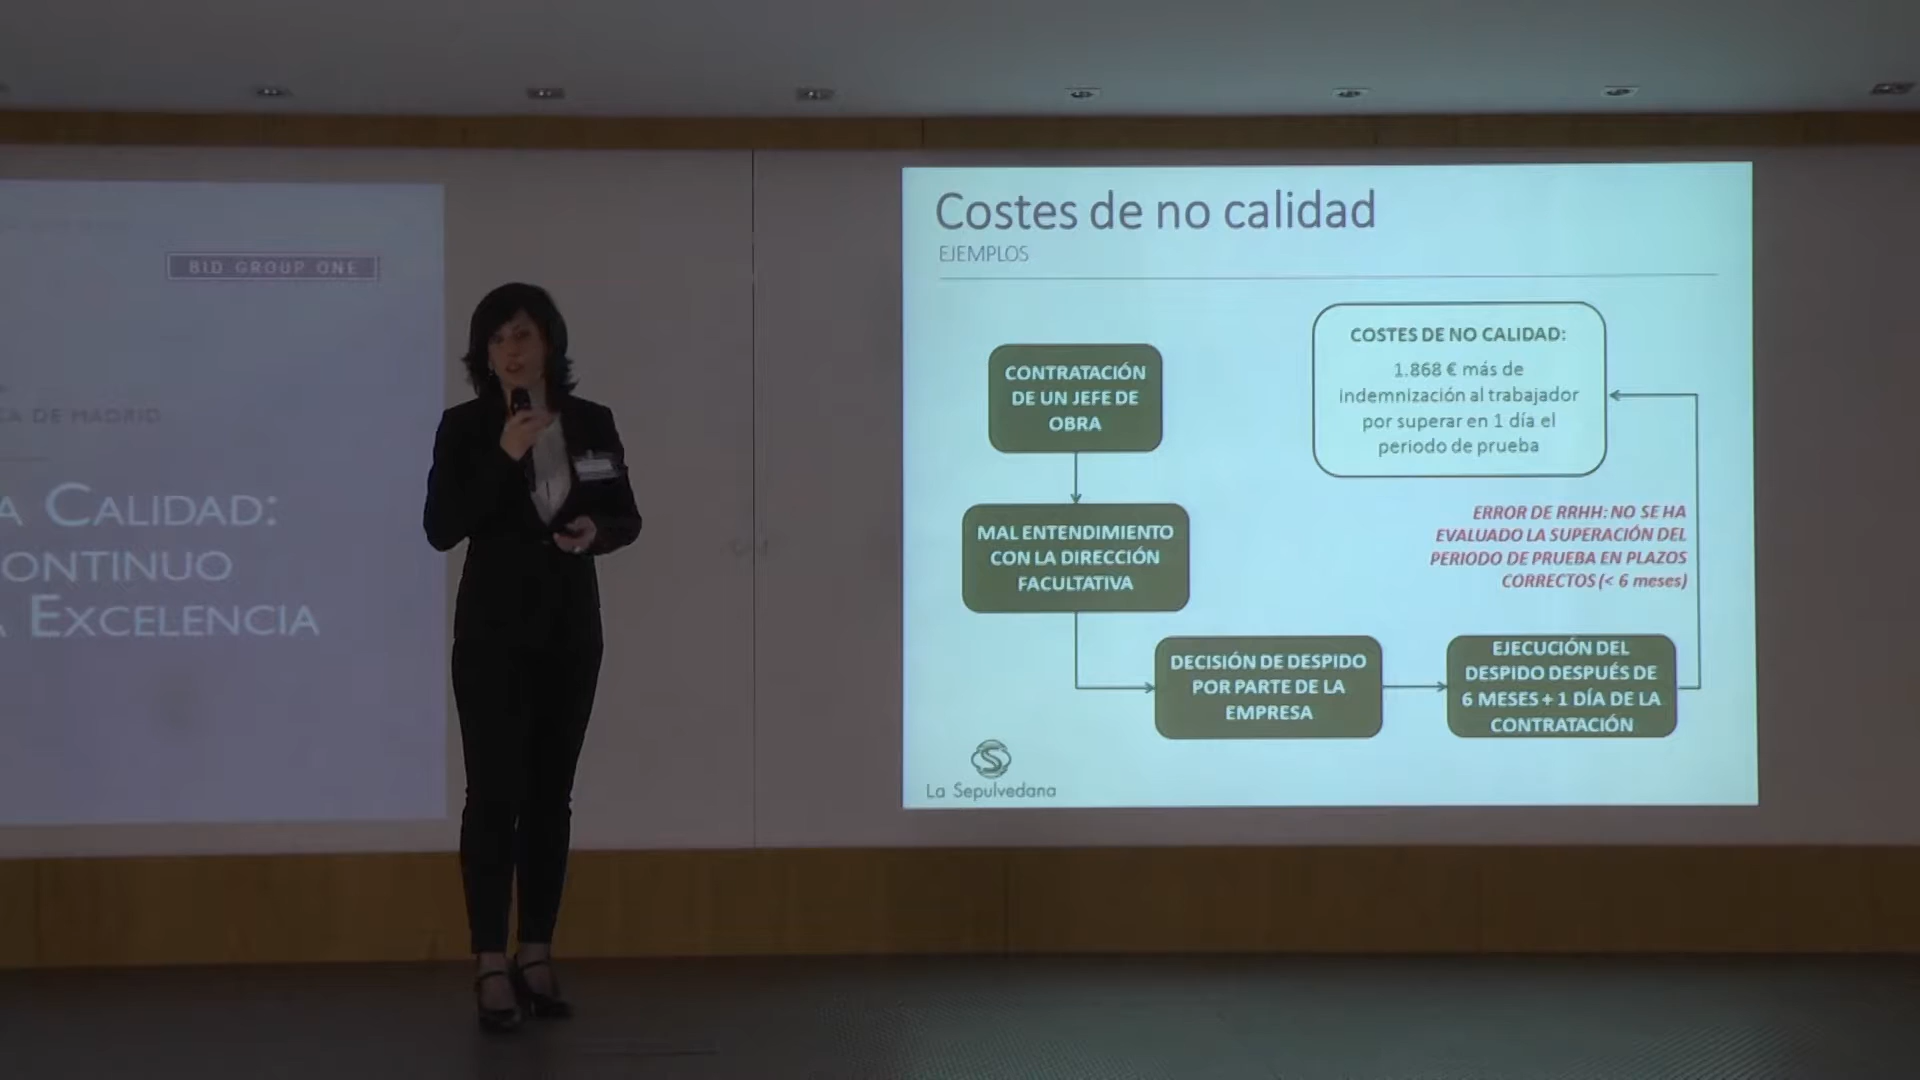 BID GROUP ONE
DE MADRID
CALIDAD:
ONTINUO
EXCELENCIA
Costes de no calidad
EJEMPLOS
CONTRATACIÓN
DE UN JEFE DE
OBRA
MAL ENTENDIMIENTO
CON LA DIRECCIÓN
FACULTATIVA
DECISIÓN DE DESPIDO
POR PARTE DE LA
EMPRESA
EJECUCIÓN DEL
DESPIDO DESPUÉS DE
6 MESES + 1 DÍA DE LA
CONTRATACIÓN
COSTES DE NO CALIDAD:
1.868 € más de
indemnización al trabajador
por superar en 1 día el
periodo de prueba
ERROR DE RRHH: NO SE HA
EVALUADO LA SUPERACIÓN DEL
PERIODO DE PRUEBA EN PLAZOS
CORRECTOS (< 6 meses)
La Sepulvedana